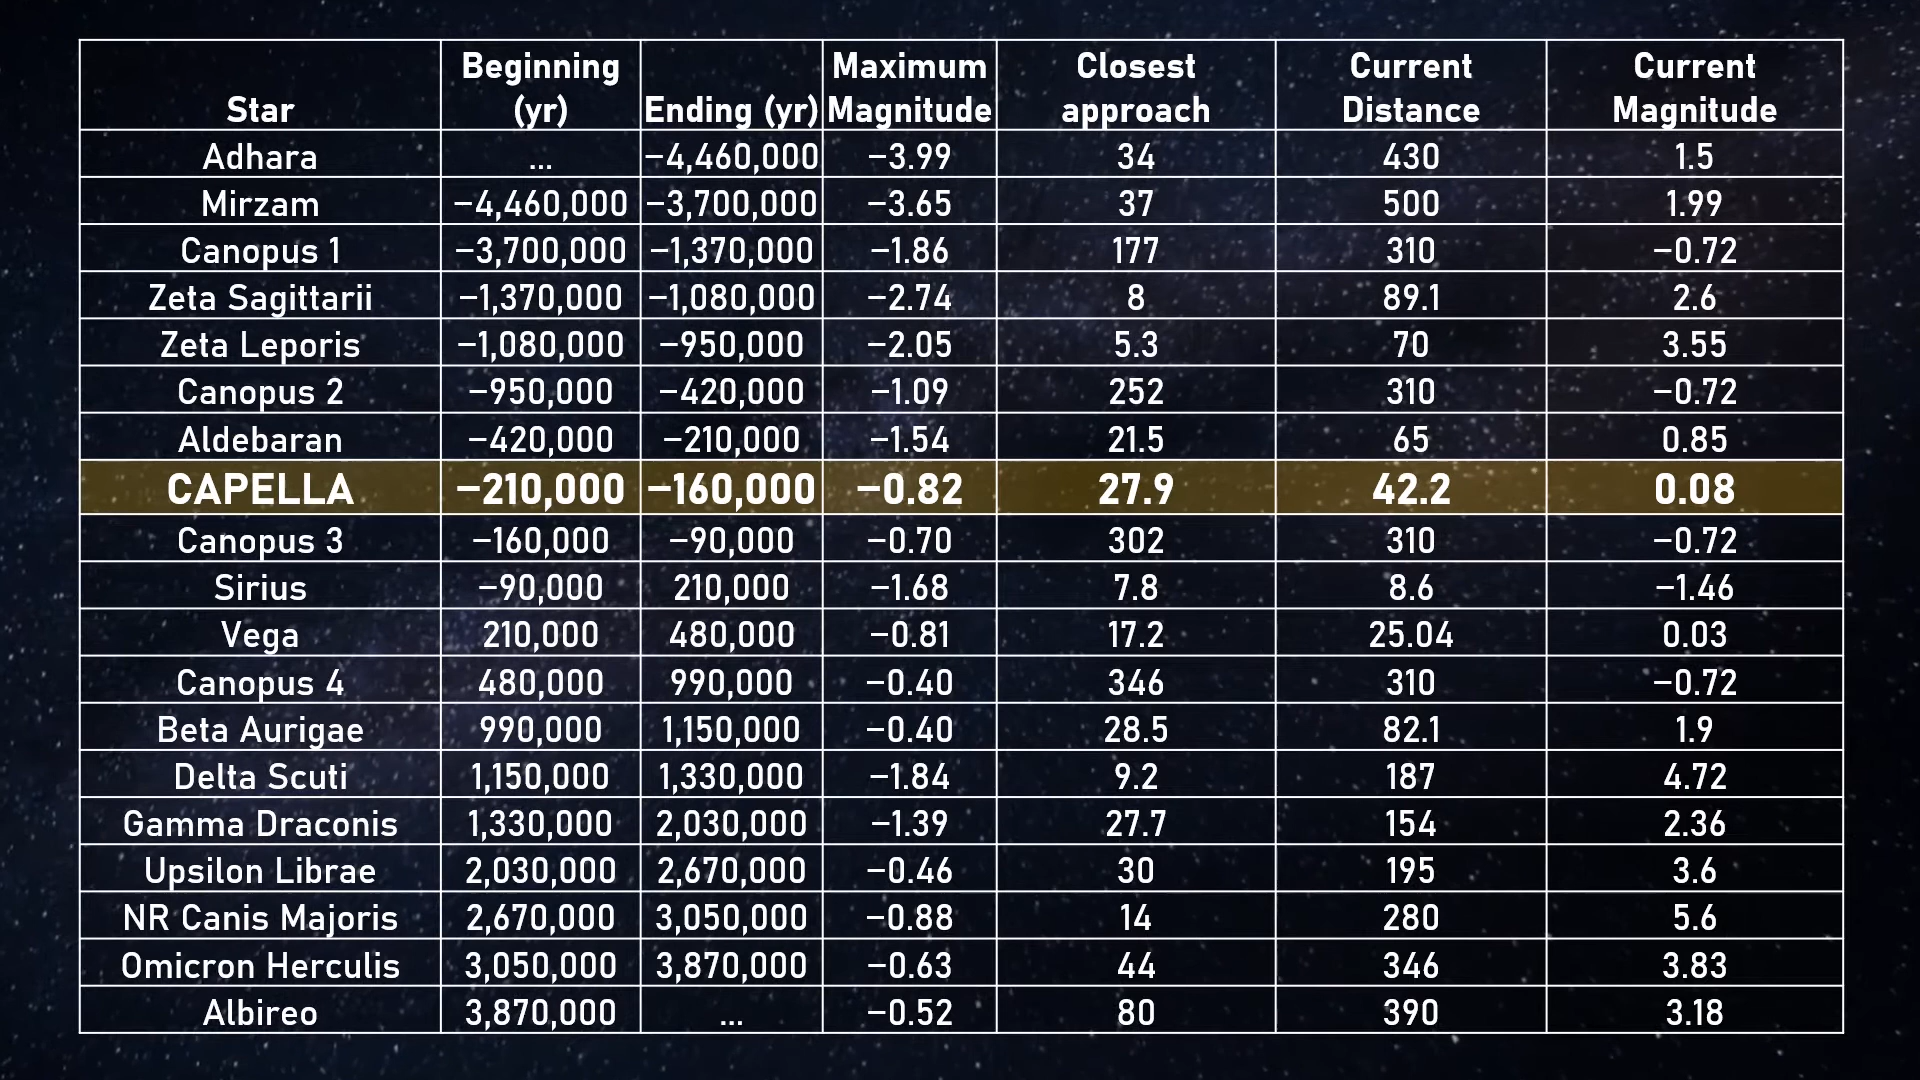 Star Beginning (yr) Ending (yr) Maximum Magnitude Closest approach Current Distance Current Magnitude
Adhara ... −4,460,000 −3.99 34 430 1.5
Mirzam −4,460,000 −3,700,000 −3.65 37 500 1.99
Canopus 1 −3,700,000 −1,370,000 −1.86 177 310 −0.72
Zeta Sagittarii −1,370,000 −1,080,000 −2.74 8 89.1 2.6
Zeta Leporis −1,080,000 −950,000 −2.05 5.3 70 3.55
Canopus 2 −950,000 −420,000 −1.09 252 310 −0.72
Aldebaran −420,000 −210,000 −1.54 21.5 65 0.85
CAPELLA −210,000 −160,000 −0.82 27.9 42.2 0.08
Canopus 3 −160,000 −90,000 −0.70 302 310 −0.72
Sirius −90,000 210,000 −1.68 7.8 8.6 −1.46
Vega 210,000 480,000 −0.81 17.2 25.04 0.03
Canopus 4 480,000 990,000 −0.40 346 310 −0.72
Beta Aurigae 990,000 1,150,000 −0.40 28.5 82.1 1.9
Delta Scuti 1,150,000 1,330,000 −1.84 9.2 187 4.72
Gamma Draconis 1,330,000 2,030,000 −1.39 27.7 154 2.36
Upsilon Librae 2,030,000 2,670,000 −0.46 30 195 3.6
NR Canis Majoris 2,670,000 3,050,000 −0.88 14 280 5.6
Omicron Herculis 3,050,000 3,870,000 −0.63 44 346 3.83
Albireo 3,870,000 ... −0.52 80 390 3.18